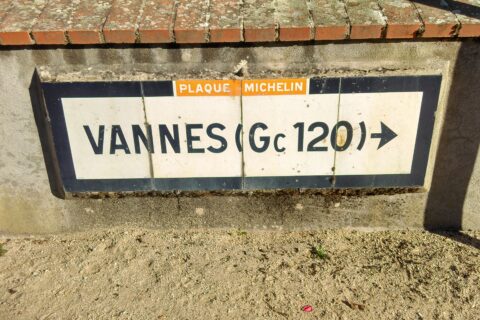 PLAQUE MICHELIN
VANNES (Gc 120) →